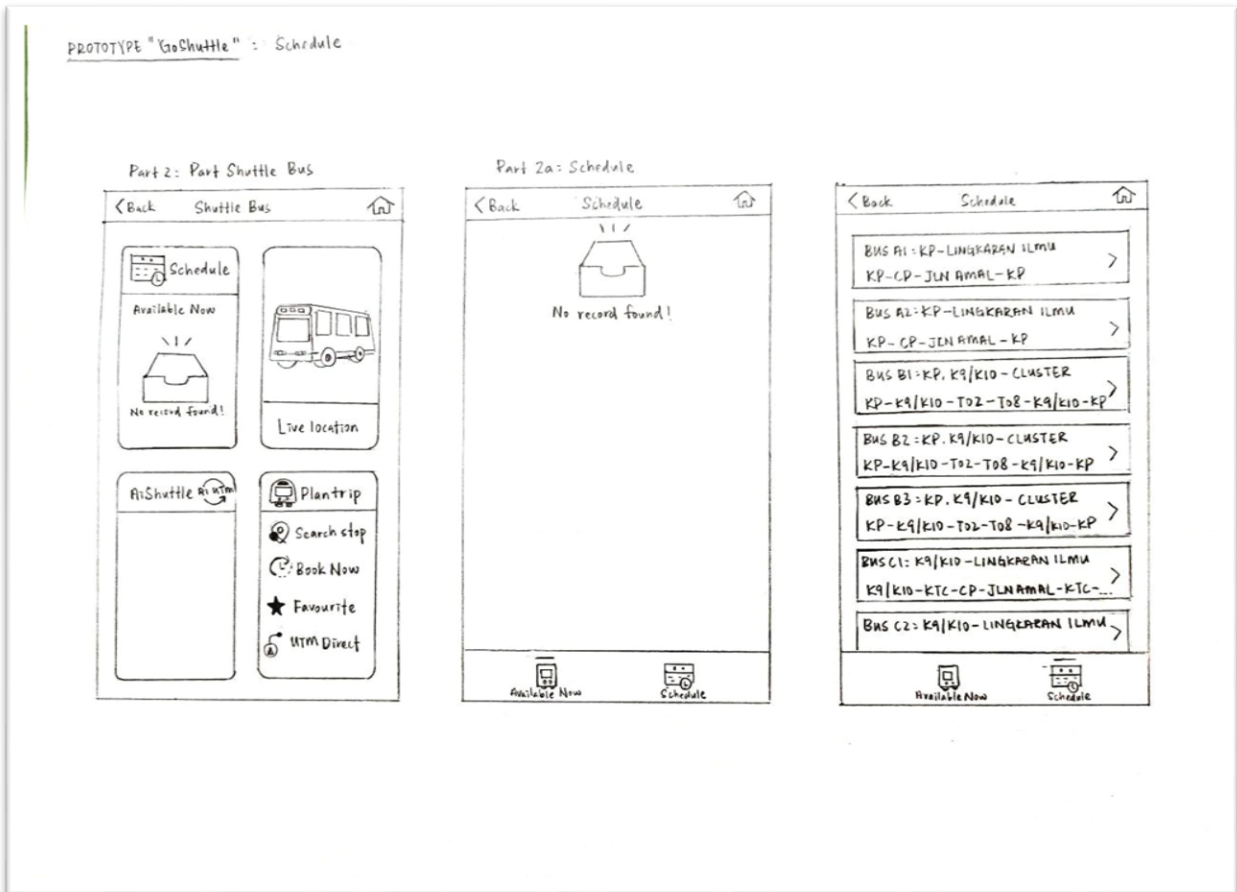 PROTOTYPE "GoShuttle" : Schedule
Part 2: Part Shuttle Bus
< Back Shuttle Bus
Schedule
Available Now
No record found!
Live location
AiShuttle Ai UTM
Plantrip
Search stop
Book Now
Favourite
UTM Direct
Part 2a: Schedule
< Back Schedule
No record found!
Available Now
Schedule
< Back Schedule
BUS A1: KP-LINGKARAN ILMU
KP-CP-JLN AMAL-KP
BUS A2: KP-LINGKARAN ILMU
KP-CP-JLN AMAL-KP
BUS B1: KP. K9/K10-CLUSTER
KP-K9/K10-T02-T08-K9/K10-KP
BUS B2: KP. K9/K10-CLUSTER
KP-K9/K10-T02-T08-K9/K10-KP
BUS B3: KP. K9/K10-CLUSTER
KP-K9/K10-T02-T08-K9/K10-KP
BUS C1: K9/K10-LINGKARAN ILMU
K9/K10-KTC-CP-JLN AMAL-KTC-...
BUS C2: K9/K10-LINGKARAN ILMU
Available Now
Schedule